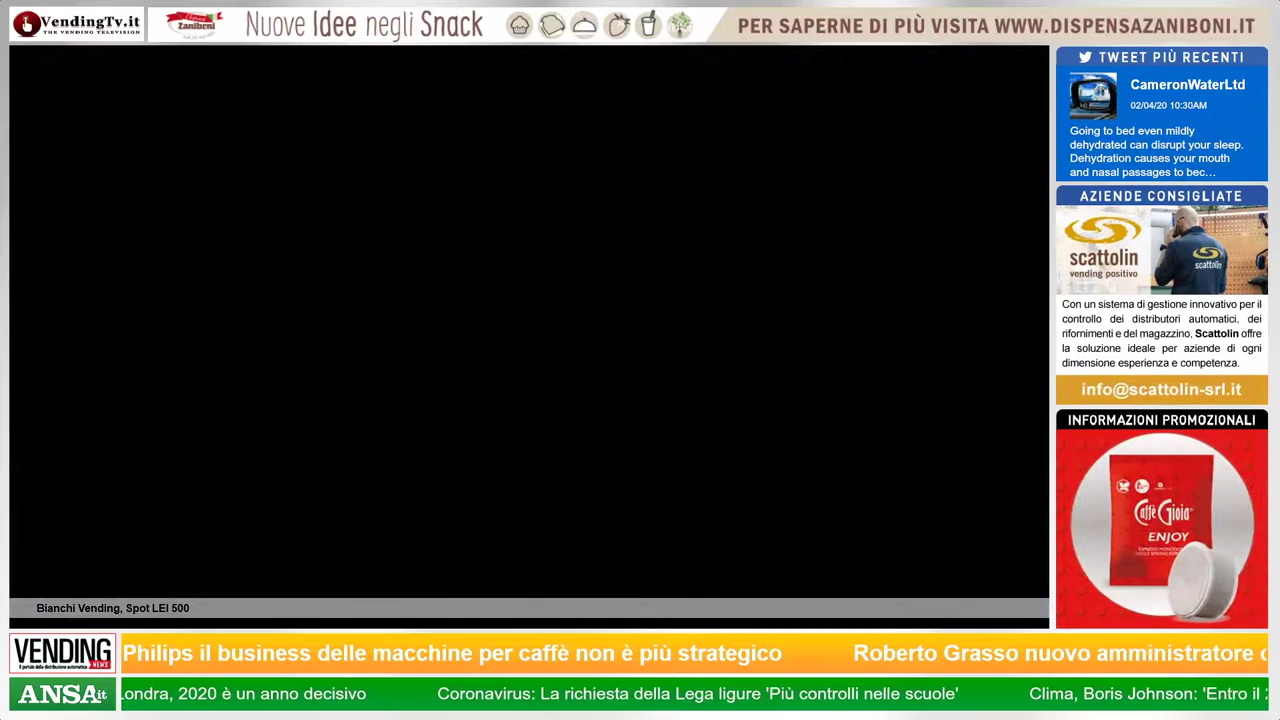 VendingTv.it
THE VENDING TELEVISION
Zaniboni
Nuove Idee negli Snack
PER SAPERNE DI PIÙ VISITA WWW.DISPENSAZANIBONI.IT
TWEET PIÙ RECENTI
CameronWaterLtd
02/04/20 10:30AM
Going to bed even mildly
dehydrated can disrupt your sleep.
Dehydration causes your mouth
and nasal passages to bec…
AZIENDE CONSIGLIATE
scattolin
vending positivo
scattolin
Con un sistema di gestione innovativo per il
controllo dei distributori automatici, dei
rifornimenti e del magazzino, Scattolin offre
la soluzione ideale per aziende di ogni
dimensione esperienza e competenza.
info@scattolin-srl.it
INFORMAZIONI PROMOZIONALI
Caffè Gioia
ENJOY
Bianchi Vending, Spot LEI 500
VENDING
NEWS
Il portale della distribuzione automatica
Philips il business delle macchine per caffè non è più strategico
Roberto Grasso nuovo amministratore
ANSA.it
Londra, 2020 è un anno decisivo
Coronavirus: La richiesta della Lega ligure 'Più controlli nelle scuole'
Clima, Boris Johnson: 'Entro il